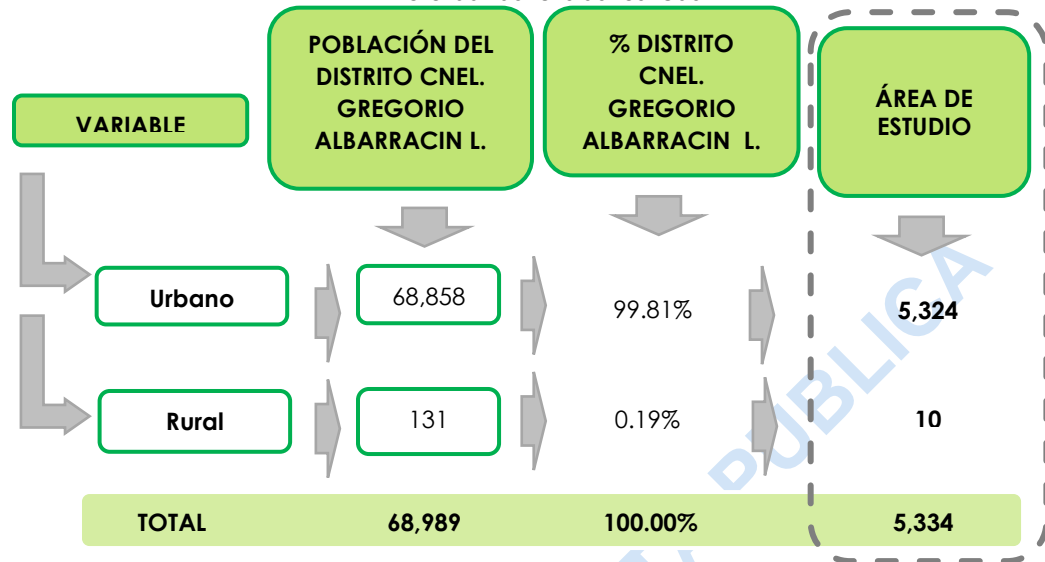 POBLACIÓN DEL
DISTRITO CNEL.
GREGORIO
ALBARRACIN L.
% DISTRITO
CNEL.
GREGORIO
ALBARRACIN L.
ÁREA DE
ESTUDIO
VARIABLE
Urbano
68,858
99.81%
5,324
Rural
131
0.19%
10
TOTAL
68,989
100.00%
5,334
PUBLICA